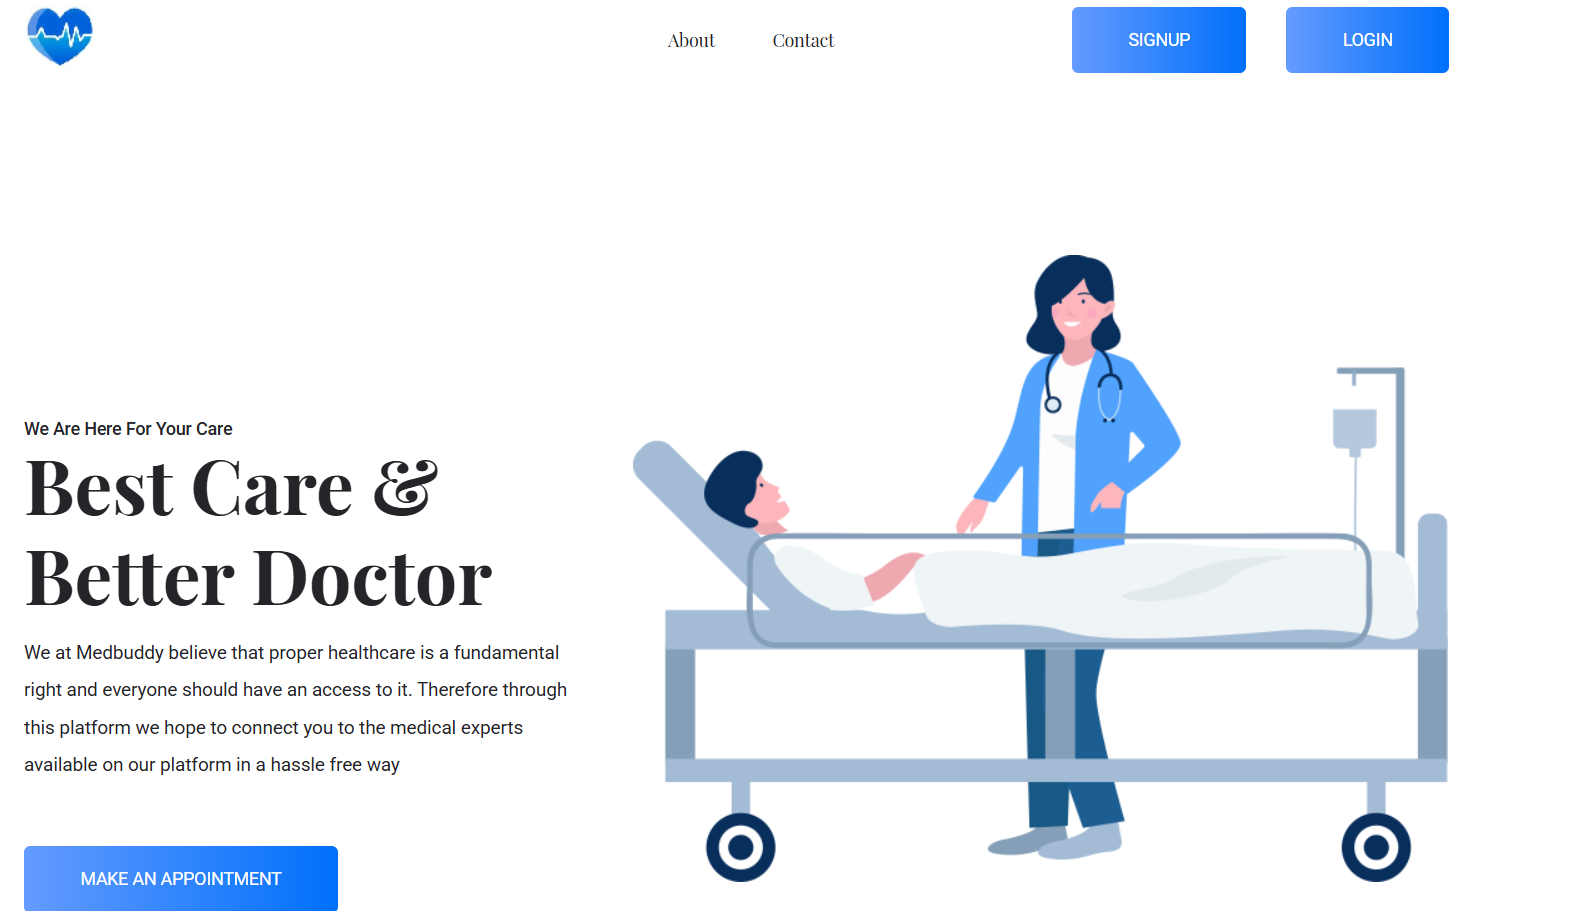 About
Contact
SIGNUP
LOGIN
We Are Here For Your Care
Best Care &
Better Doctor
We at Medbuddy believe that proper healthcare is a fundamental
right and everyone should have an access to it. Therefore through
this platform we hope to connect you to the medical experts
available on our platform in a hassle free way
MAKE AN APPOINTMENT